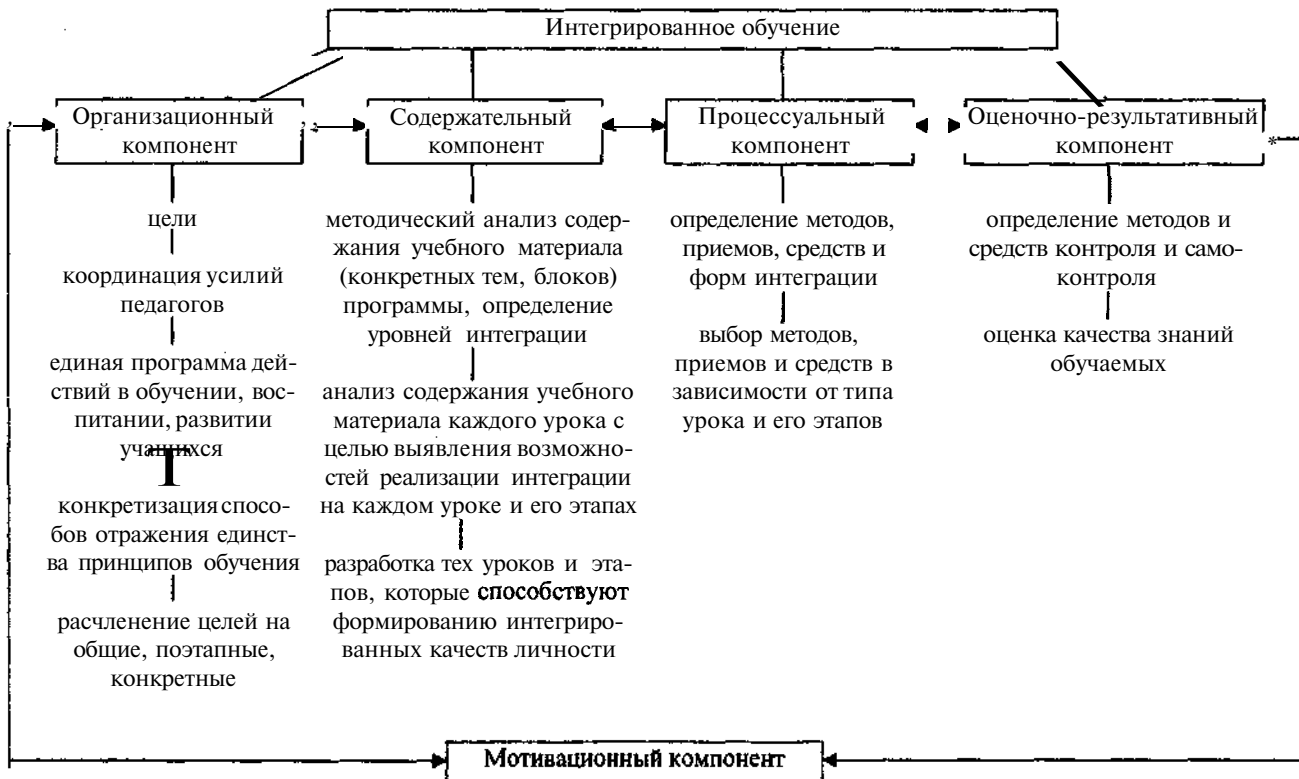 Интегрированное обучение
Организационный
компонент
Содержательный
компонент
Процессуальный
компонент
Оценочно-результативный
компонент
цели
координация усилий
педагогов
единая программа дей-
ствий в обучении, вос-
питании, развитии
учащихся
конкретизация спосо-
бов отражения единст-
ва принципов обучения
расчленение целей на
общие, поэтапные,
конкретные
методический анализ содер-
жания учебного материала
(конкретных тем, блоков)
программы, определение
уровней интеграции
анализ содержания учебного
материала каждого урока с
целью выявления возможно-
стей реализации интеграции
на каждом уроке и его этапах
разработка тех уроков и эта-
пов, которые способствуют
формированию интегриро-
ванных качеств личности
определение методов,
приемов, средств и
форм интеграции
выбор методов,
приемов и средств в
зависимости от типа
урока и его этапов
определение методов и
средств контроля и само-
контроля
оценка качества знаний
обучаемых
Мотивационный компонент